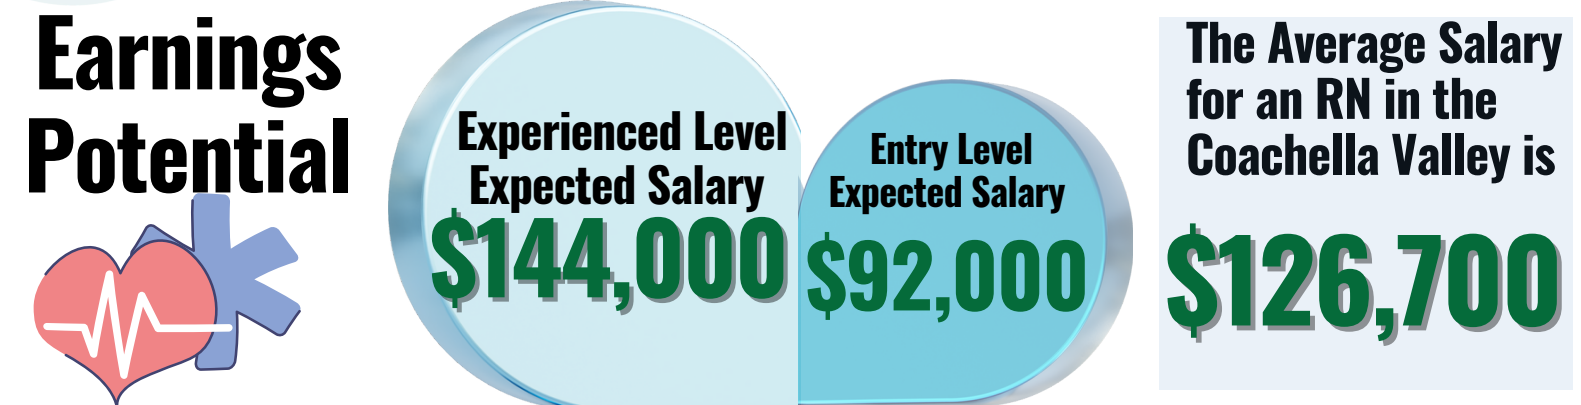 Earnings
Potential
Experienced Level
Expected Salary
$144,000
Entry Level
Expected Salary
$92,000
The Average Salary
for an RN in the
Coachella Valley is
$126,700